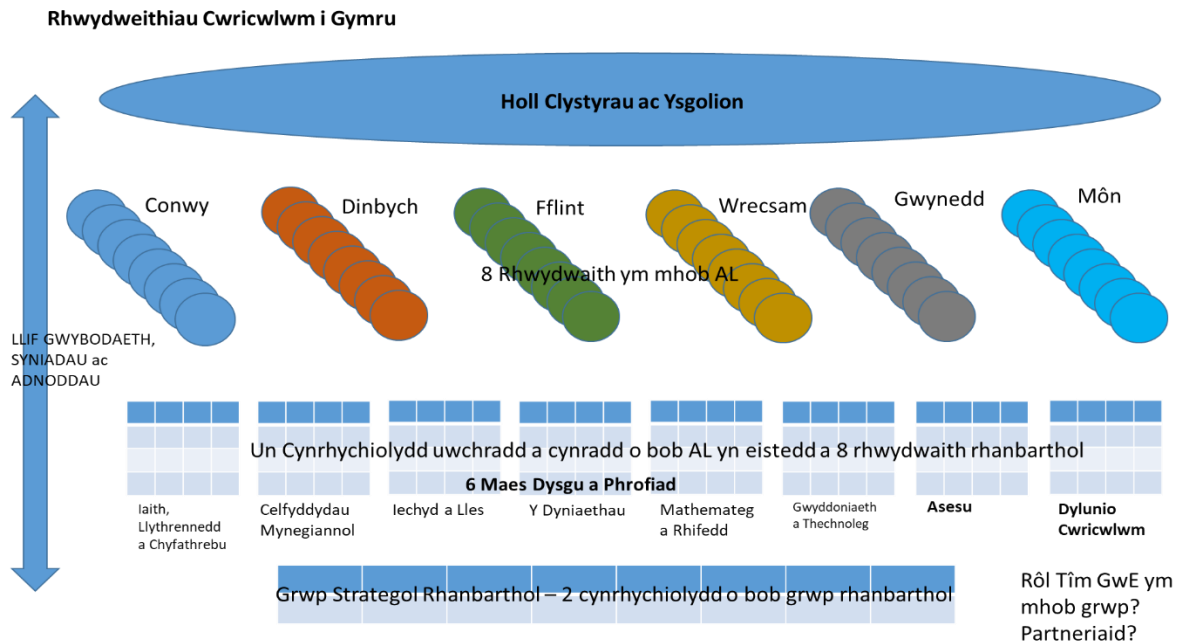 Rhwydweithiau Cwricwlwm i Gymru
Holl Clystyrau ac Ysgolion
Conwy
Dinbych
Fflint
Wrecsam
Gwynedd
Môn
8 Rhwydwaith ym mhob AL
LLIF GWYBODAETH,
SYNIADAU ac
ADNODDAU
Un Cynrhychiolydd uwchradd a cynradd o bob AL yn eistedd a 8 rhwydwaith rhanbarthol
6 Maes Dysgu a Phrofiad
Iaith,
Llythrennedd
a Chyfathrebu
Celfyddydau
Mynegiannol
Iechyd a Lles
Y Dyniaethau
Mathemateg
a Rhifedd
Gwyddoniaeth
a Thechnoleg
Asesu
Dylunio
Cwricwlwm
Grwp Strategol Rhanbarthol – 2 cynrhychiolydd o bob grwp rhanbarthol
Rôl Tîm GwE ym
mhob grwp?
Partneriaid?